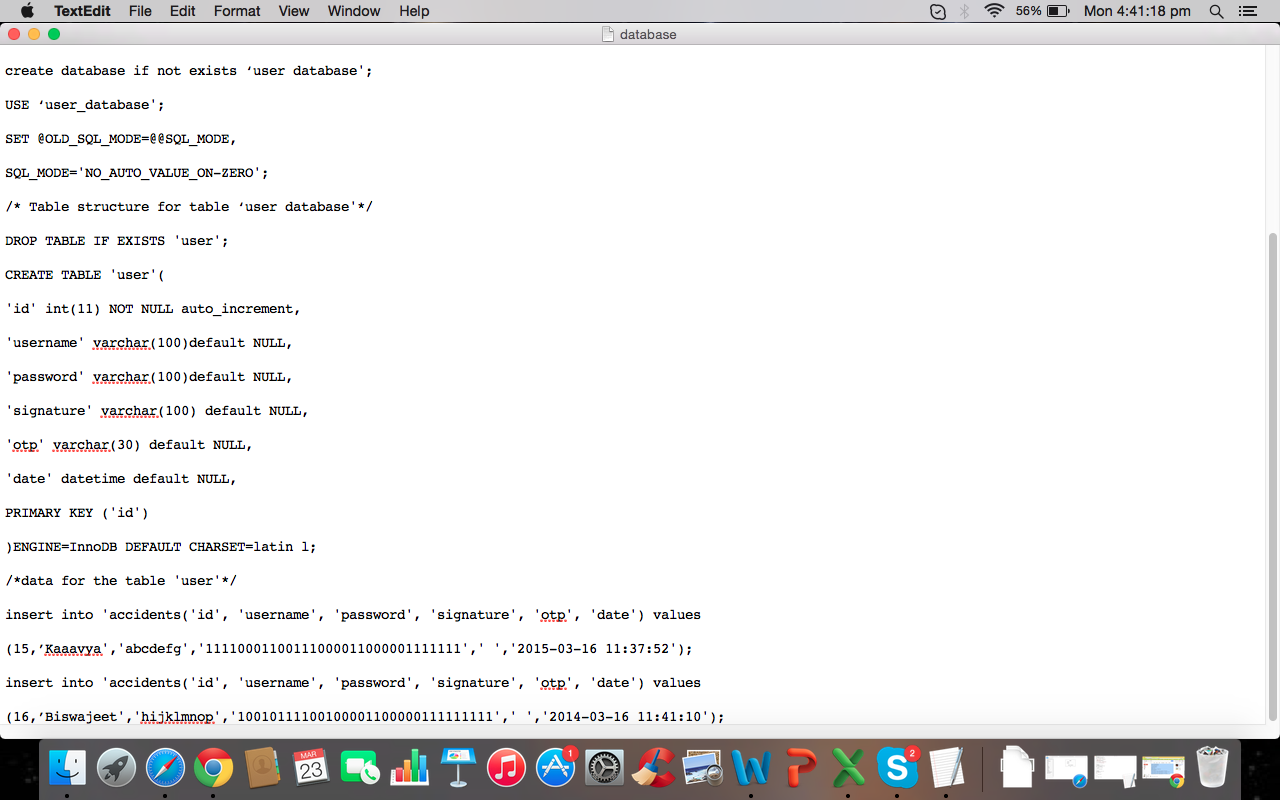 TextEdit File Edit Format View Window Help 56% Mon 4:41:18 pm
database
create database if not exists ‘user database';
USE ‘user_database';
SET @OLD_SQL_MODE=@@SQL_MODE,
SQL_MODE='NO_AUTO_VALUE_ON-ZERO';
/* Table structure for table ‘user database'*/
DROP TABLE IF EXISTS 'user';
CREATE TABLE 'user'(
'id' int(11) NOT NULL auto_increment,
'username' varchar(100)default NULL,
'password' varchar(100)default NULL,
'signature' varchar(100) default NULL,
'otp' varchar(30) default NULL,
'date' datetime default NULL,
PRIMARY KEY ('id')
)ENGINE=InnoDB DEFAULT CHARSET=latin l;
/*data for the table 'user'*/
insert into 'accidents('id', 'username', 'password', 'signature', 'otp', 'date') values
(15,‘Kaaavya','abcdefg','11110001100111000011000001111111',' ','2015-03-16 11:37:52');
insert into 'accidents('id', 'username', 'password', 'signature', 'otp', 'date') values
(16,‘Biswajeet','hijklmnop','10010111100100001100000111111111',' ','2014-03-16 11:41:10');
MAR
23
1
2